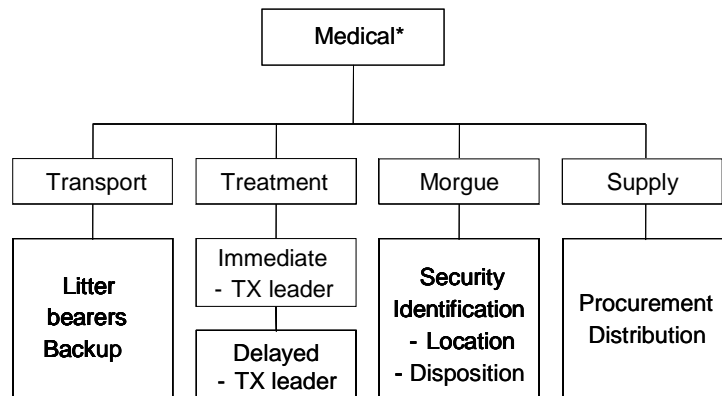 Medical*
Transport
Treatment
Morgue
Supply
Litter
bearers
Backup
Immediate
- TX leader
Delayed
- TX leader
Security
Identification
- Location
- Disposition
Procurement
Distribution